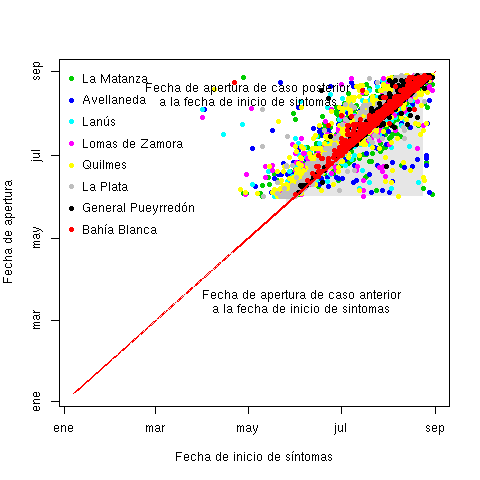 sep
jul
may
mar
ene
Fecha de apertura
La Matanza
Avellaneda
Lanús
Lomas de Zamora
Quilmes
La Plata
General Pueyrredón
Bahía Blanca
Fecha de apertura de caso posterior
a la fecha de inicio de sintomas
Fecha de apertura de caso anterior
a la fecha de inicio de sintomas
ene mar may jul sep
Fecha de inicio de síntomas